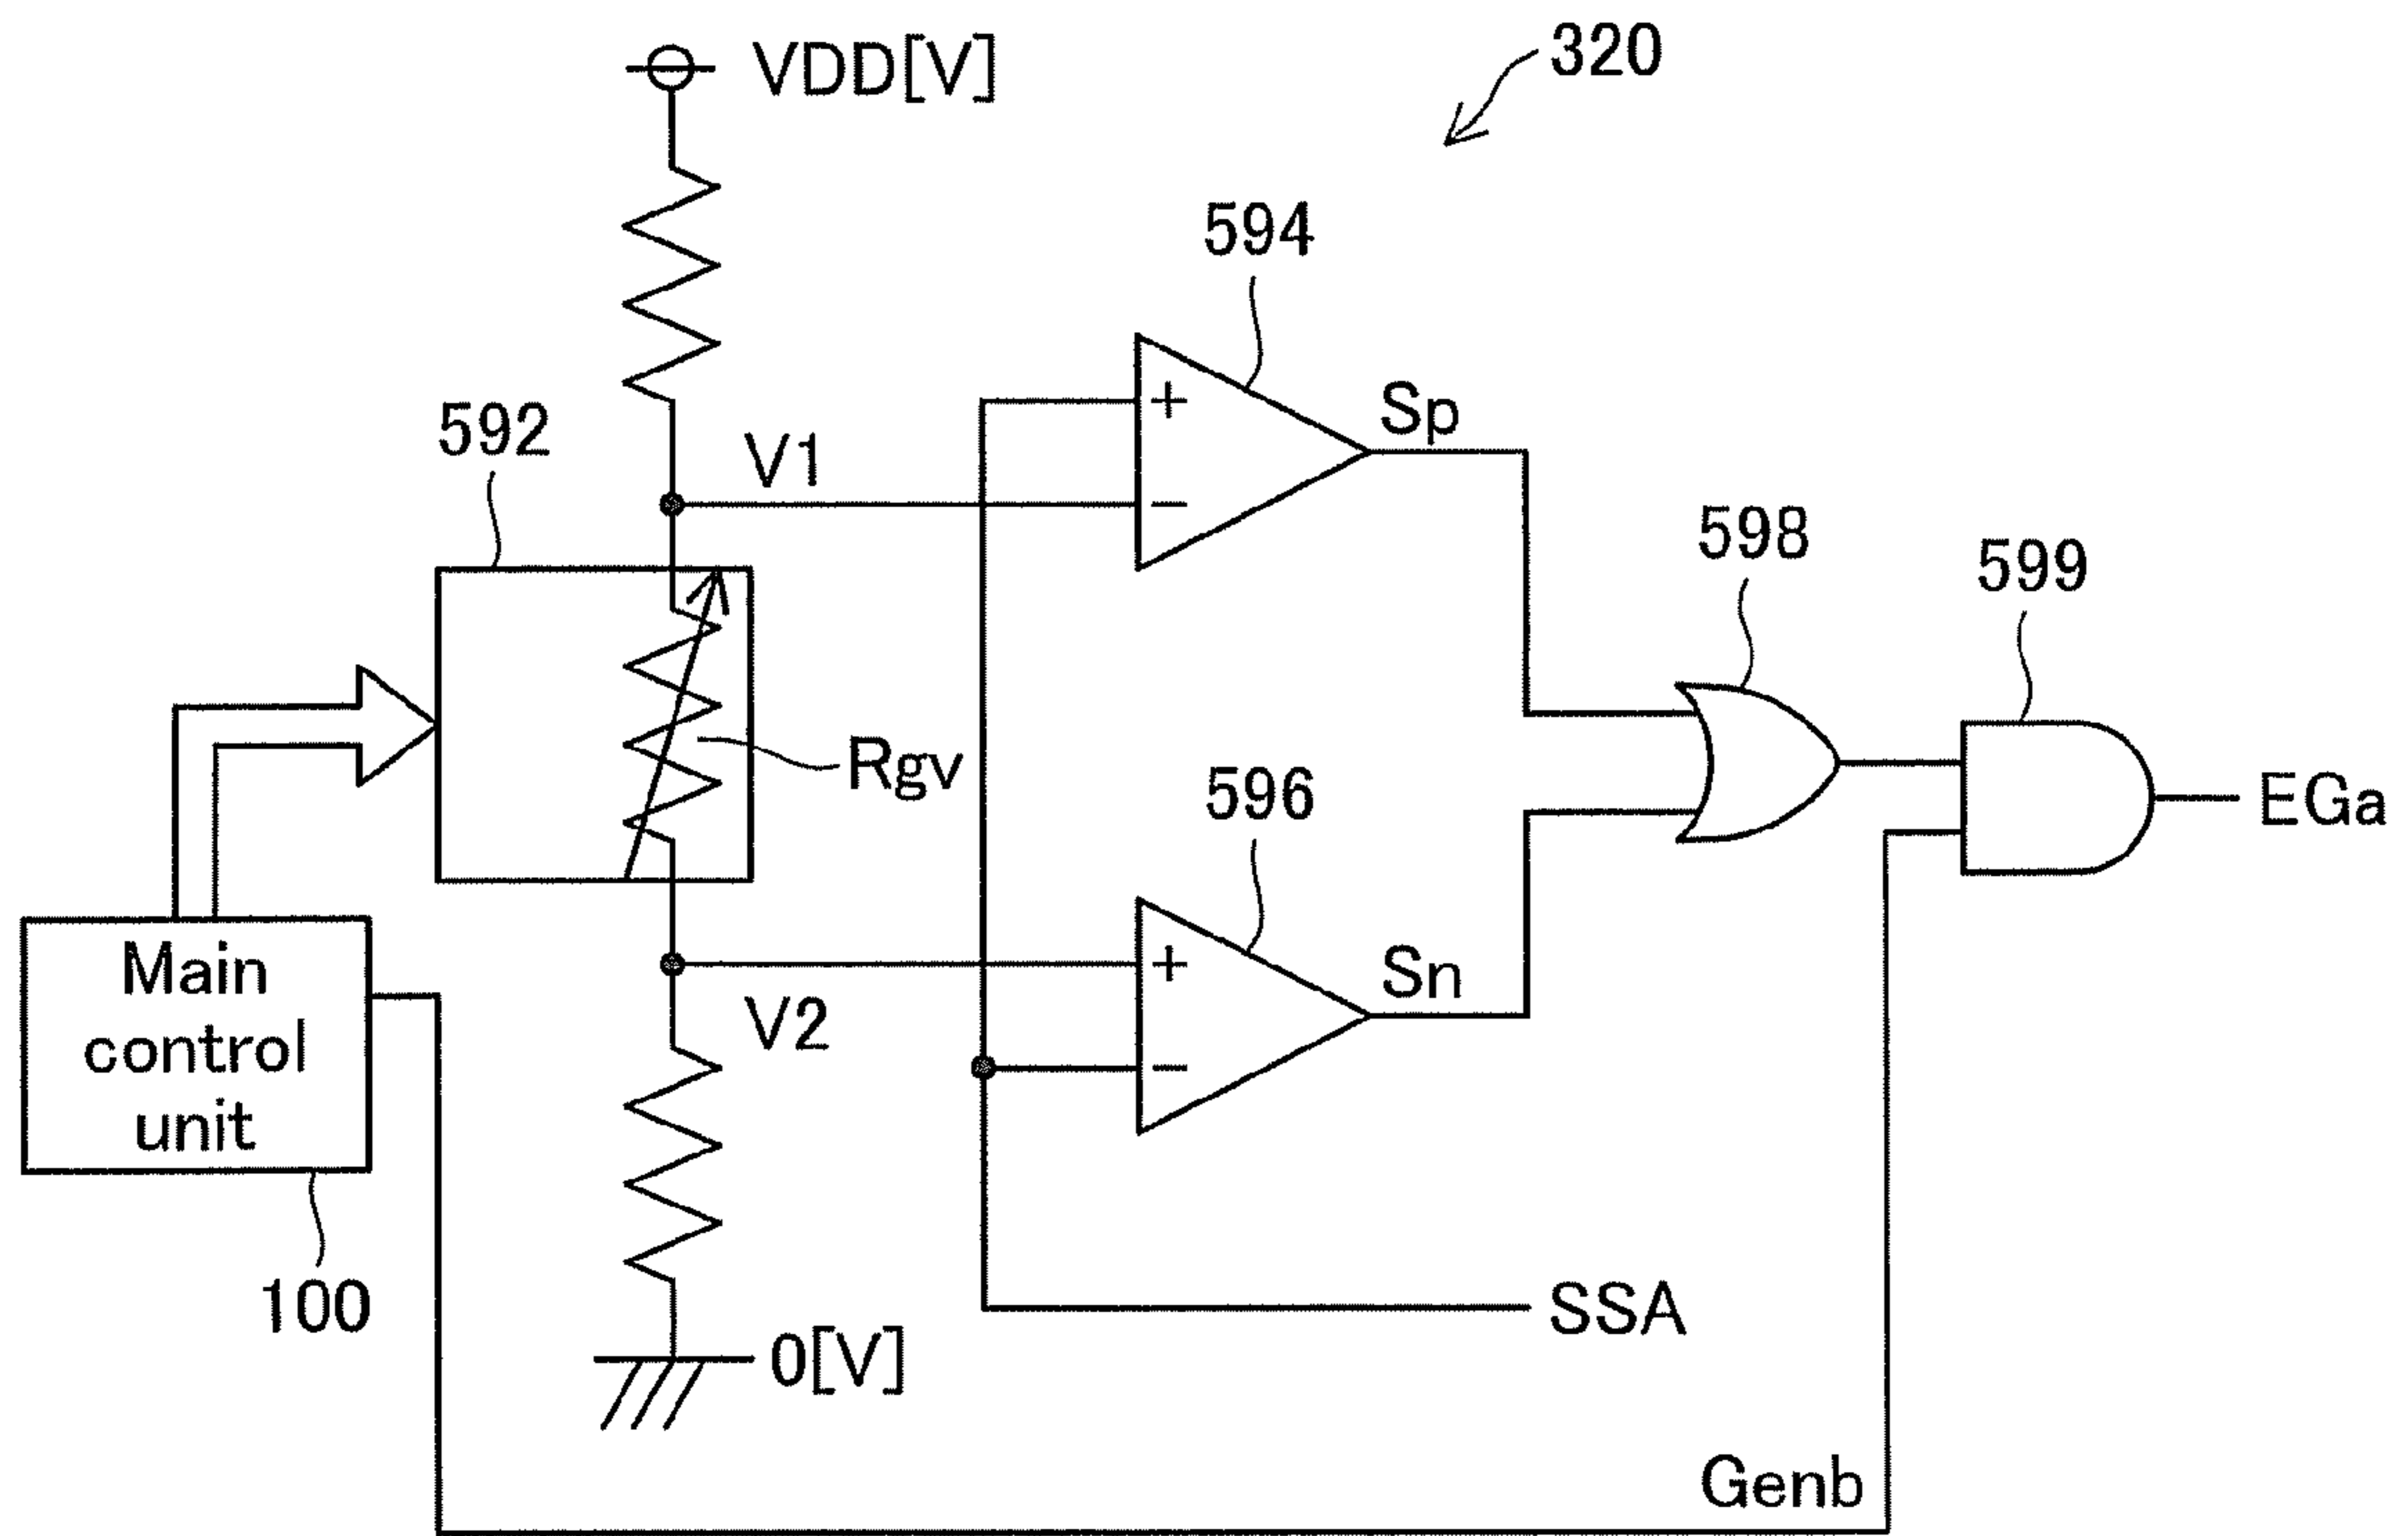 VDD[V]
320
594
592
V1
Sp
598
599
Rgv
596
EGa
Main
control
unit
V2
Sn
100
SSA
0[V]
Genb